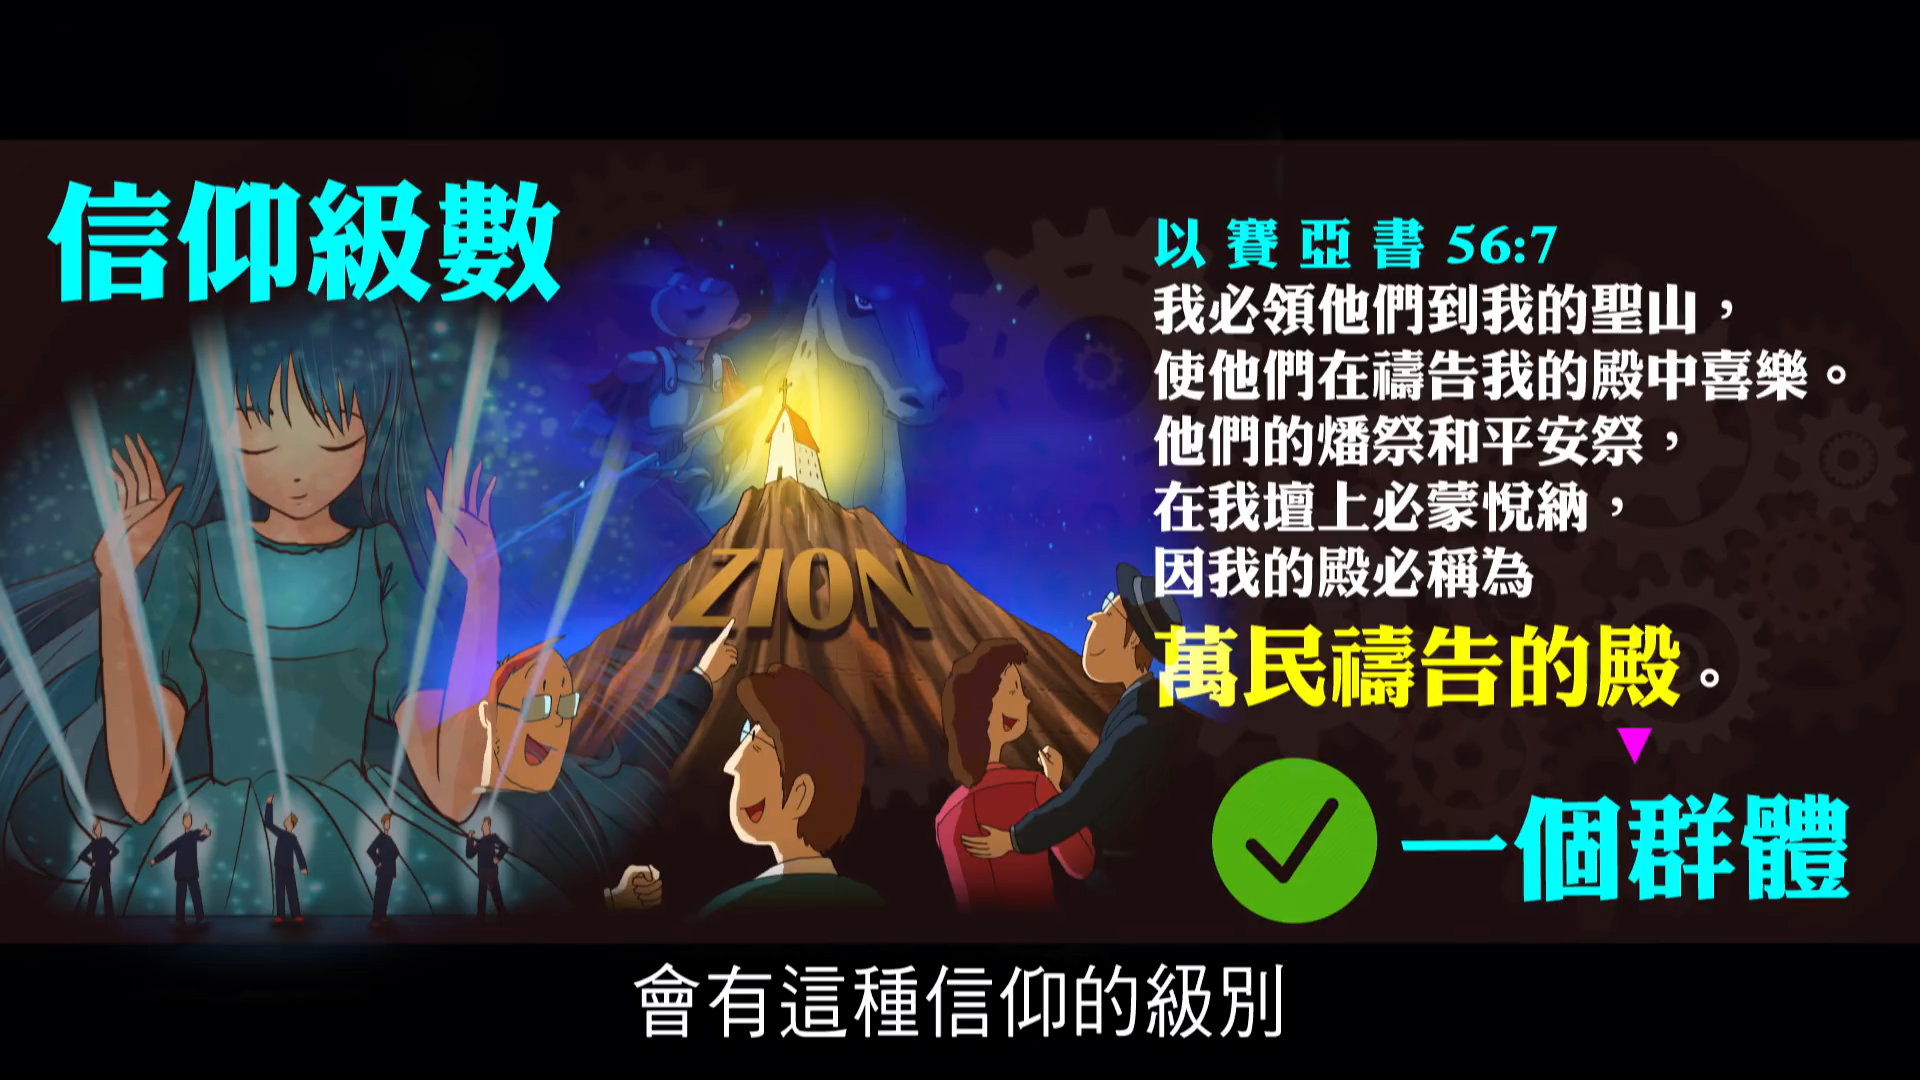 信仰級數
以賽亞書 56:7
我必領他們到我的聖山，
使他們在禱告我的殿中喜樂。
他們的燔祭和平安祭，
在我壇上必蒙悅納，
因我的殿必稱為
萬民禱告的殿。
ZION
一個群體
會有這種信仰的級別